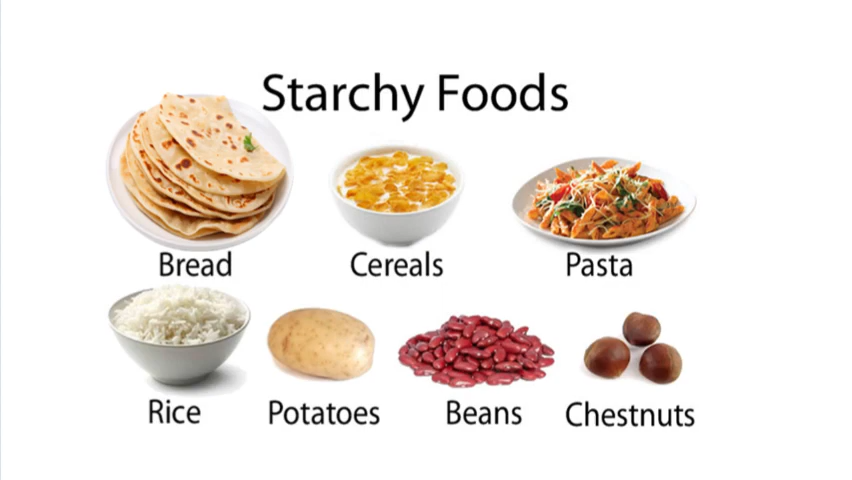 Starchy Foods
Bread Cereals Pasta
Rice Potatoes Beans Chestnuts